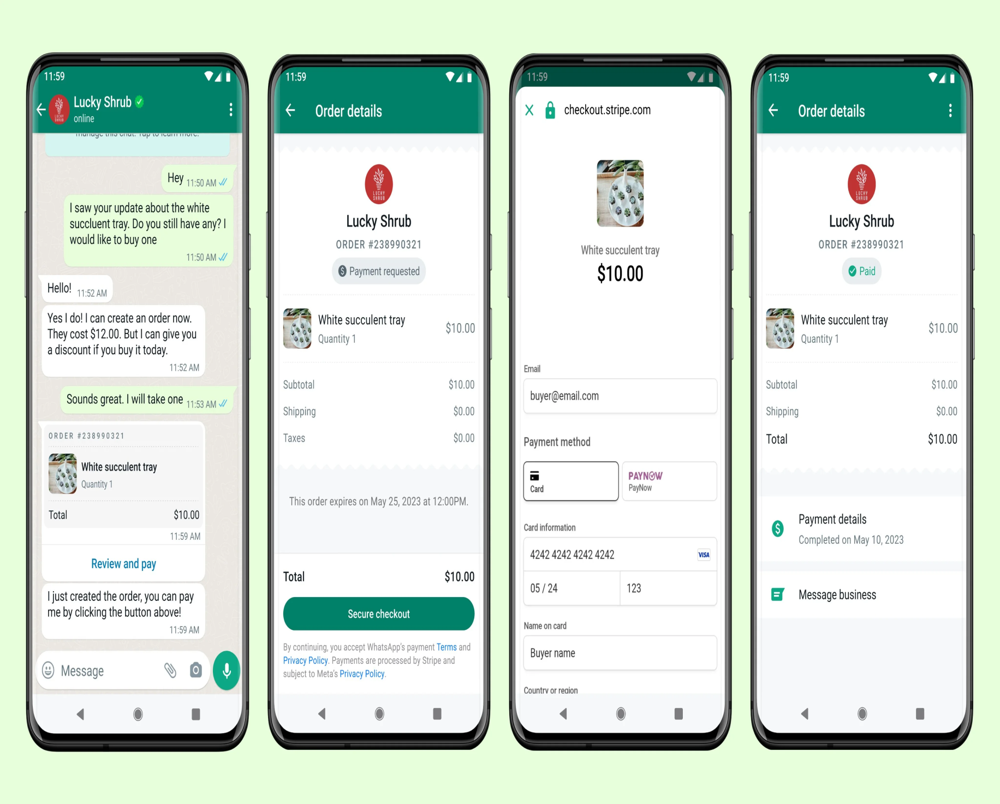 11:59
Lucky Shrub
online
manage this chat. Tap to learn more.
Hey 11:50 AM
I saw your update about the white
succluent tray. Do you still have any? I
would like to buy one
11:50 AM
Hello! 11:52 AM
Yes I do! I can create an order now.
They cost $12.00. But I can give you
a discount if you buy it today.
11:52 AM
Sounds great. I will take one 11:53 AM
ORDER #238990321
White succulent tray
Quantity 1
Total $10.00
11:59 AM
Review and pay
I just created the order, you can pay
me by clicking the button above!
11:59 AM
Message
11:59
Order details
LUCKY
SHRUB
Lucky Shrub
ORDER #238990321
Payment requested
White succulent tray
Quantity 1
$10.00
Subtotal $10.00
Shipping $0.00
Taxes $0.00
This order expires on May 25, 2023 at 12:00PM.
Total $10.00
Secure checkout
By continuing, you accept WhatsApp's payment Terms and
Privacy Policy. Payments are processed by Stripe and
subject to Meta's Privacy Policy.
11:59
checkout.stripe.com
White succulent tray
$10.00
Email
buyer@email.com
Payment method
Card
PAYNOW
PayNow
Card information
4242 4242 4242 4242 VISA
05 / 24 123
Name on card
Buyer name
Country or region
11:59
Order details
LUCKY
SHRUB
Lucky Shrub
ORDER #238990321
Paid
White succulent tray
Quantity 1
$10.00
Subtotal $10.00
Shipping $0.00
Total $10.00
Payment details
Completed on May 10, 2023
Message business